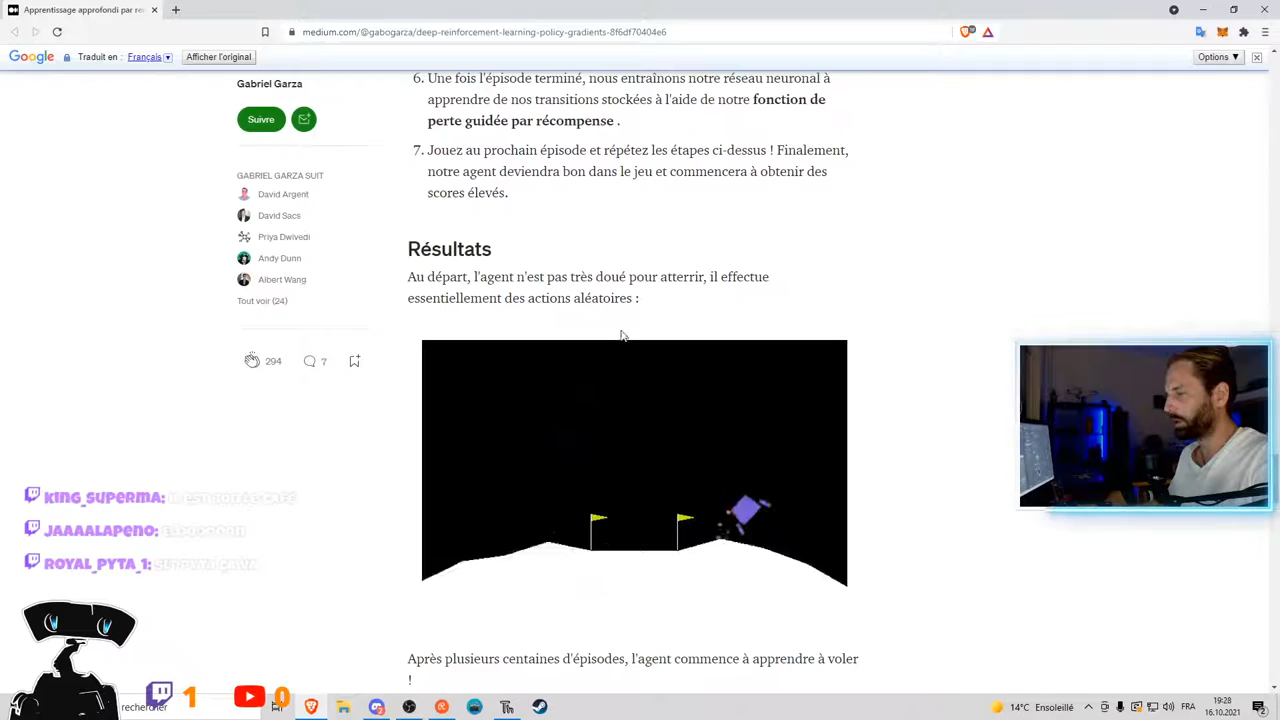 Apprentissage approfondi par re
medium.com/@gabogarza/deep-reinforcement-learning-policy-gradients-8f6df70404e6
Google
Traduit en :
Français
Afficher l'original
Options ▼
Gabriel Garza
Suivre
GABRIEL GARZA SUIT
David Argent
David Sacs
Priya Dwivedi
Andy Dunn
Albert Wang
Tout voir (24)
294
7
6. Une fois l'épisode terminé, nous entraînons notre réseau neuronal à
apprendre de nos transitions stockées à l'aide de notre fonction de
perte guidée par récompense .
7. Jouez au prochain épisode et répétez les étapes ci-dessus ! Finalement,
notre agent deviendra bon dans le jeu et commencera à obtenir des
scores élevés.
Résultats
Au départ, l'agent n'est pas très doué pour atterrir, il effectue
essentiellement des actions aléatoires :
Après plusieurs centaines d'épisodes, l'agent commence à apprendre à voler
!
King_Superma:
JAAAALAPENO:
ROYAL_PYTA_1:
1
0
rechercher
14°C Ensoleillé
FRA
19:28
16.10.2021
2